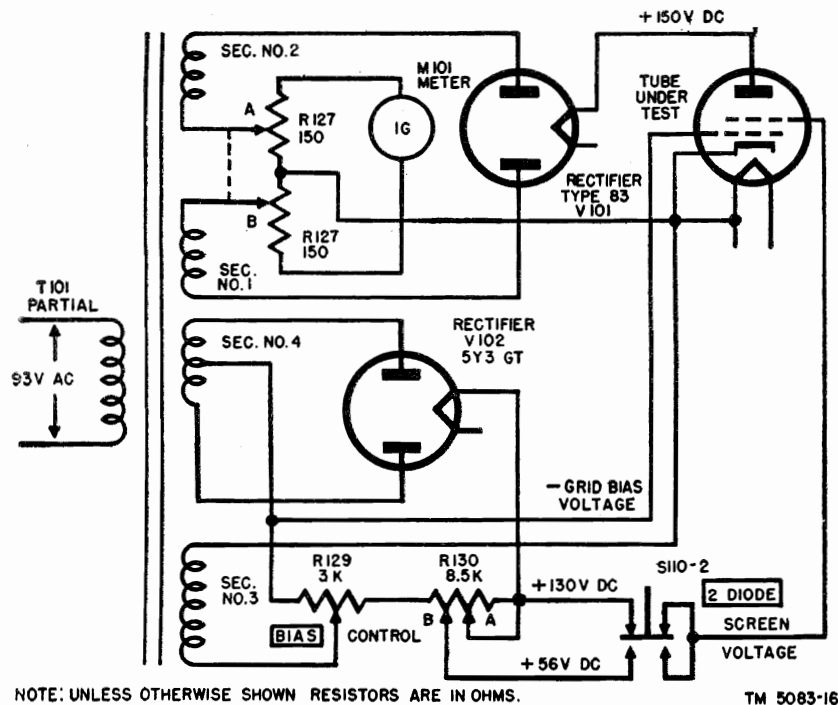 +150V DC
SEC. NO.2
M101
METER
TUBE
UNDER
TEST
A
R127
150
IG
RECTIFIER
TYPE 83
V101
B
R127
150
SEC.
NO.1
T101
PARTIAL
93V AC
SEC. NO.4
RECTIFIER
V102
5Y3 GT
—GRID BIAS
VOLTAGE
SEC.
NO.3
R129
3K
R130
8.5K
B
A
+130V DC
S110-2
2 DIODE
BIAS
CONTROL
SCREEN
VOLTAGE
+56V DC
NOTE: UNLESS OTHERWISE SHOWN RESISTORS ARE IN OHMS.
TM 5083-16